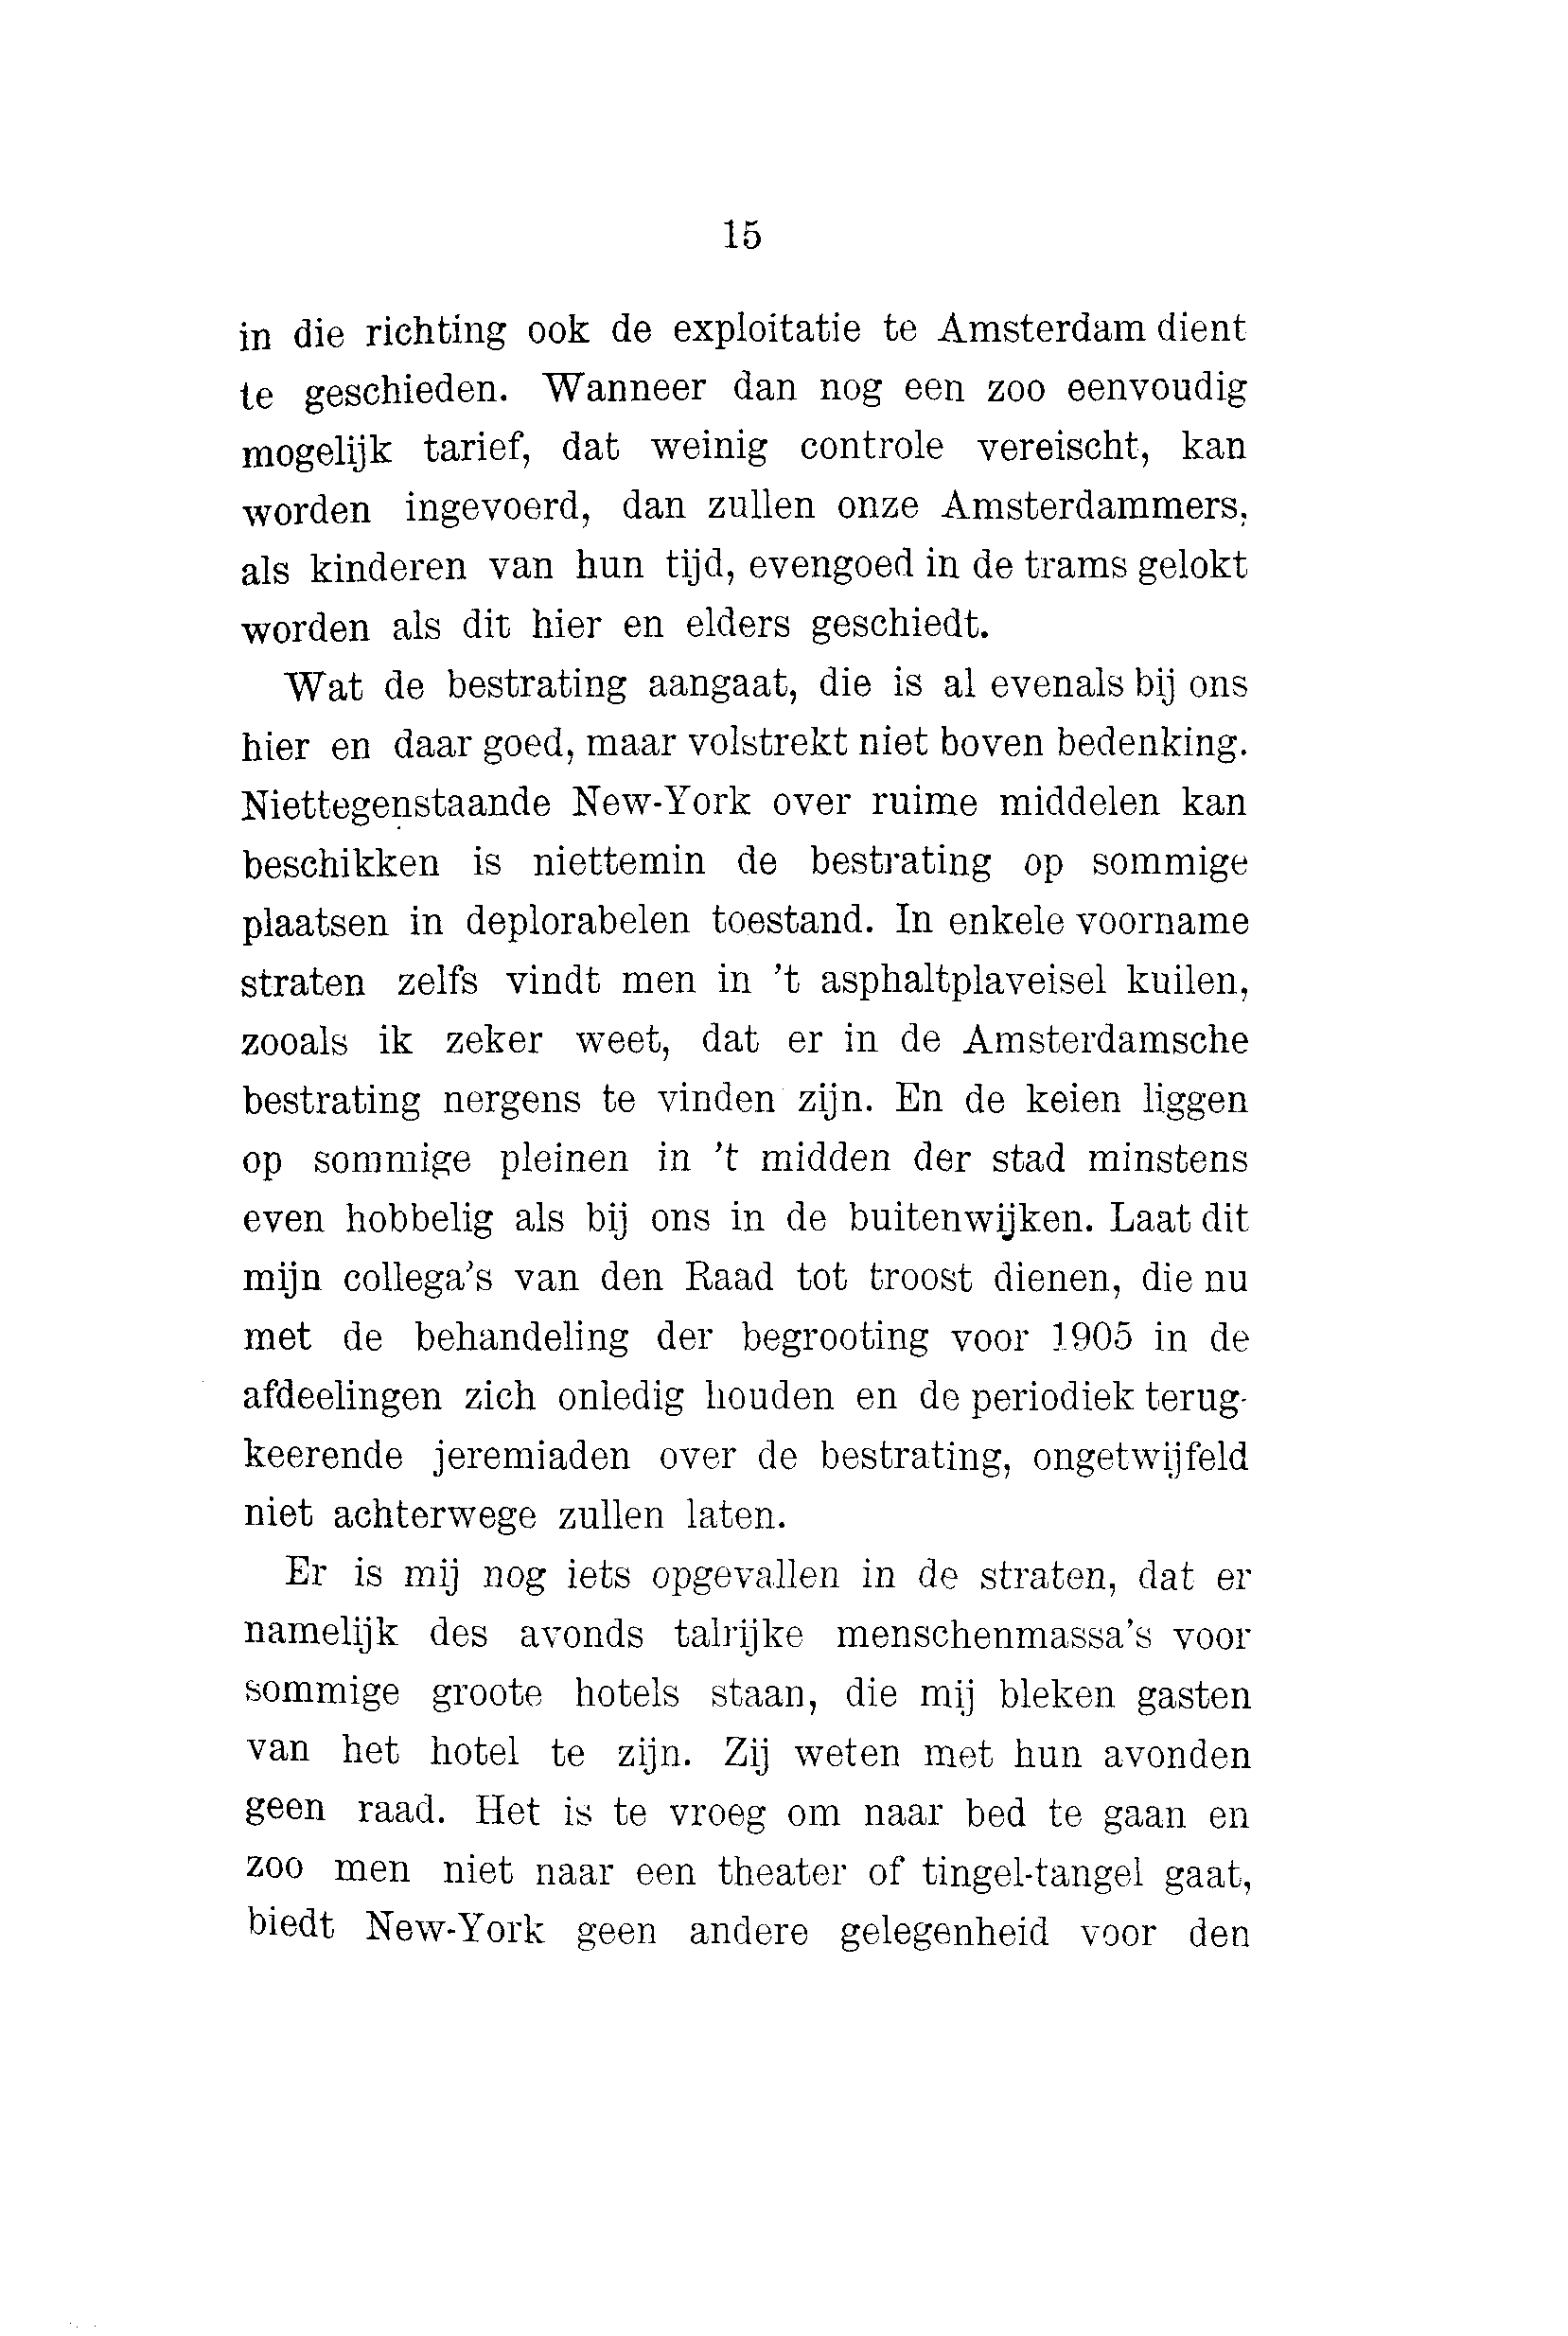 15
in die richting ook de exploitatie te Amsterdam dient
te geschieden. Wanneer dan nog een zoo eenvoudig
mogelijk tarief, dat weinig controle vereischt, kan
worden ingevoerd, dan zullen onze Amsterdammers,
als kinderen van hun tijd, evengoed in de trams gelokt
worden als dit hier en elders geschiedt.
Wat de bestrating aangaat, die is al evenals bij ons
hier en daar goed, maar volstrekt niet boven bedenking.
Niettegenstaande New-York over ruime middelen kan
beschikken is niettemin de bestrating op sommige
plaatsen in deplorabelen toestand. In enkele voorname
straten zelfs vindt men in 't asphaltplaveisel kuilen,
zooals ik zeker weet, dat er in de Amsterdamsche
bestrating nergens te vinden zijn. En de keien liggen
op sommige pleinen in 't midden der stad minstens
even hobbelig als bij ons in de buitenwijken. Laat dit
mijn collega's van den Raad tot troost dienen, die nu
met de behandeling der begrooting voor 1905 in de
afdeelingen zich onledig houden en de periodiek terug-
keerende jeremiaden over de bestrating, ongetwijfeld
niet achterwege zullen laten.
Er is mij nog iets opgevallen in de straten, dat er
namelijk des avonds talrijke menschenmassa's voor
sommige groote hotels staan, die mij bleken gasten
van het hotel te zijn. Zij weten met hun avonden
geen raad. Het is te vroeg om naar bed te gaan en
zoo men niet naar een theater of tingel-tangel gaat,
biedt New-York geen andere gelegenheid voor den